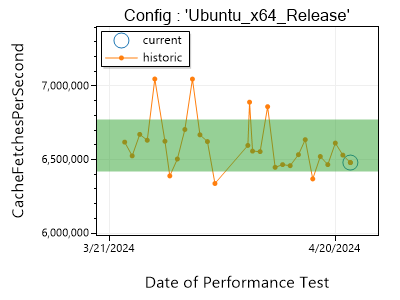 Config : 'Ubuntu_x64_Release'
current
historic
CacheFetchesPerSecond
7,000,000
6,500,000
6,000,000
3/21/2024
4/20/2024
Date of Performance Test